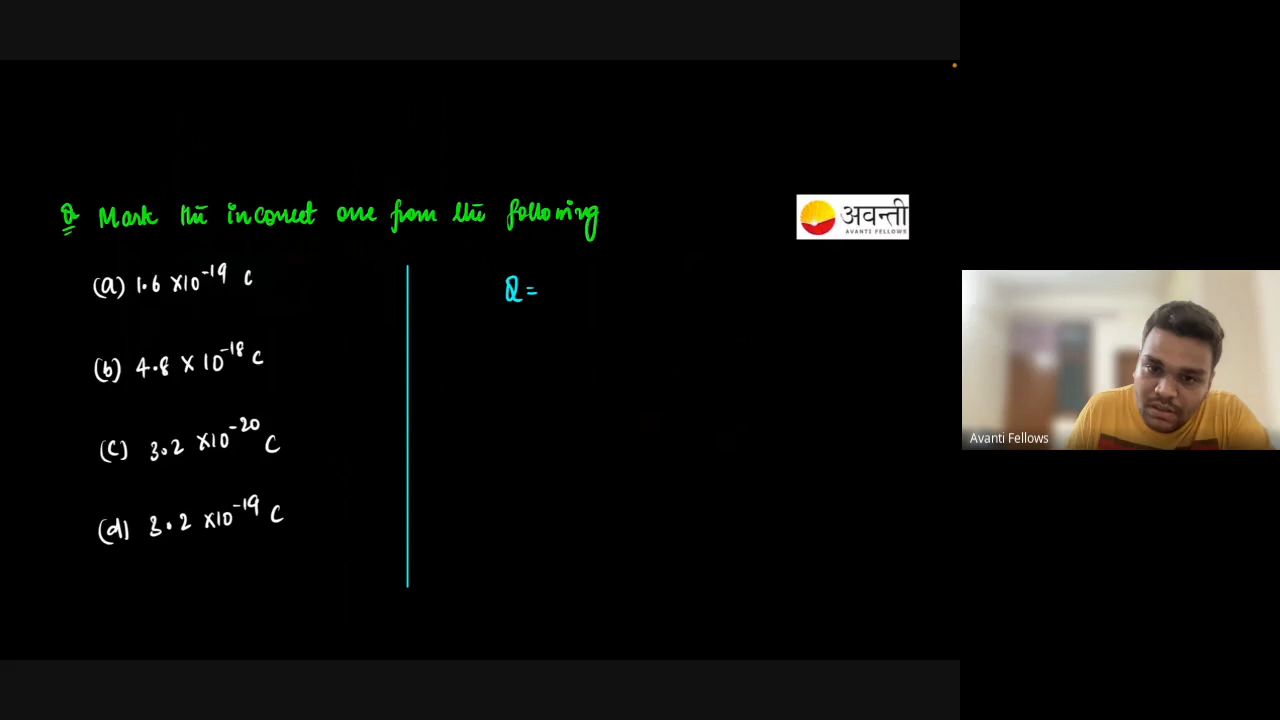 Q Mark the incorrect one from the following
अवन्ती
AVANTI FELLOWS
(a) 1.6 ×10⁻¹⁹ C
(b) 4.8 × 10⁻¹⁸ C
(c) 3.2 ×10⁻²⁰ C
(d) 3.2 ×10⁻¹⁹ C
Q =
Avanti Fellows